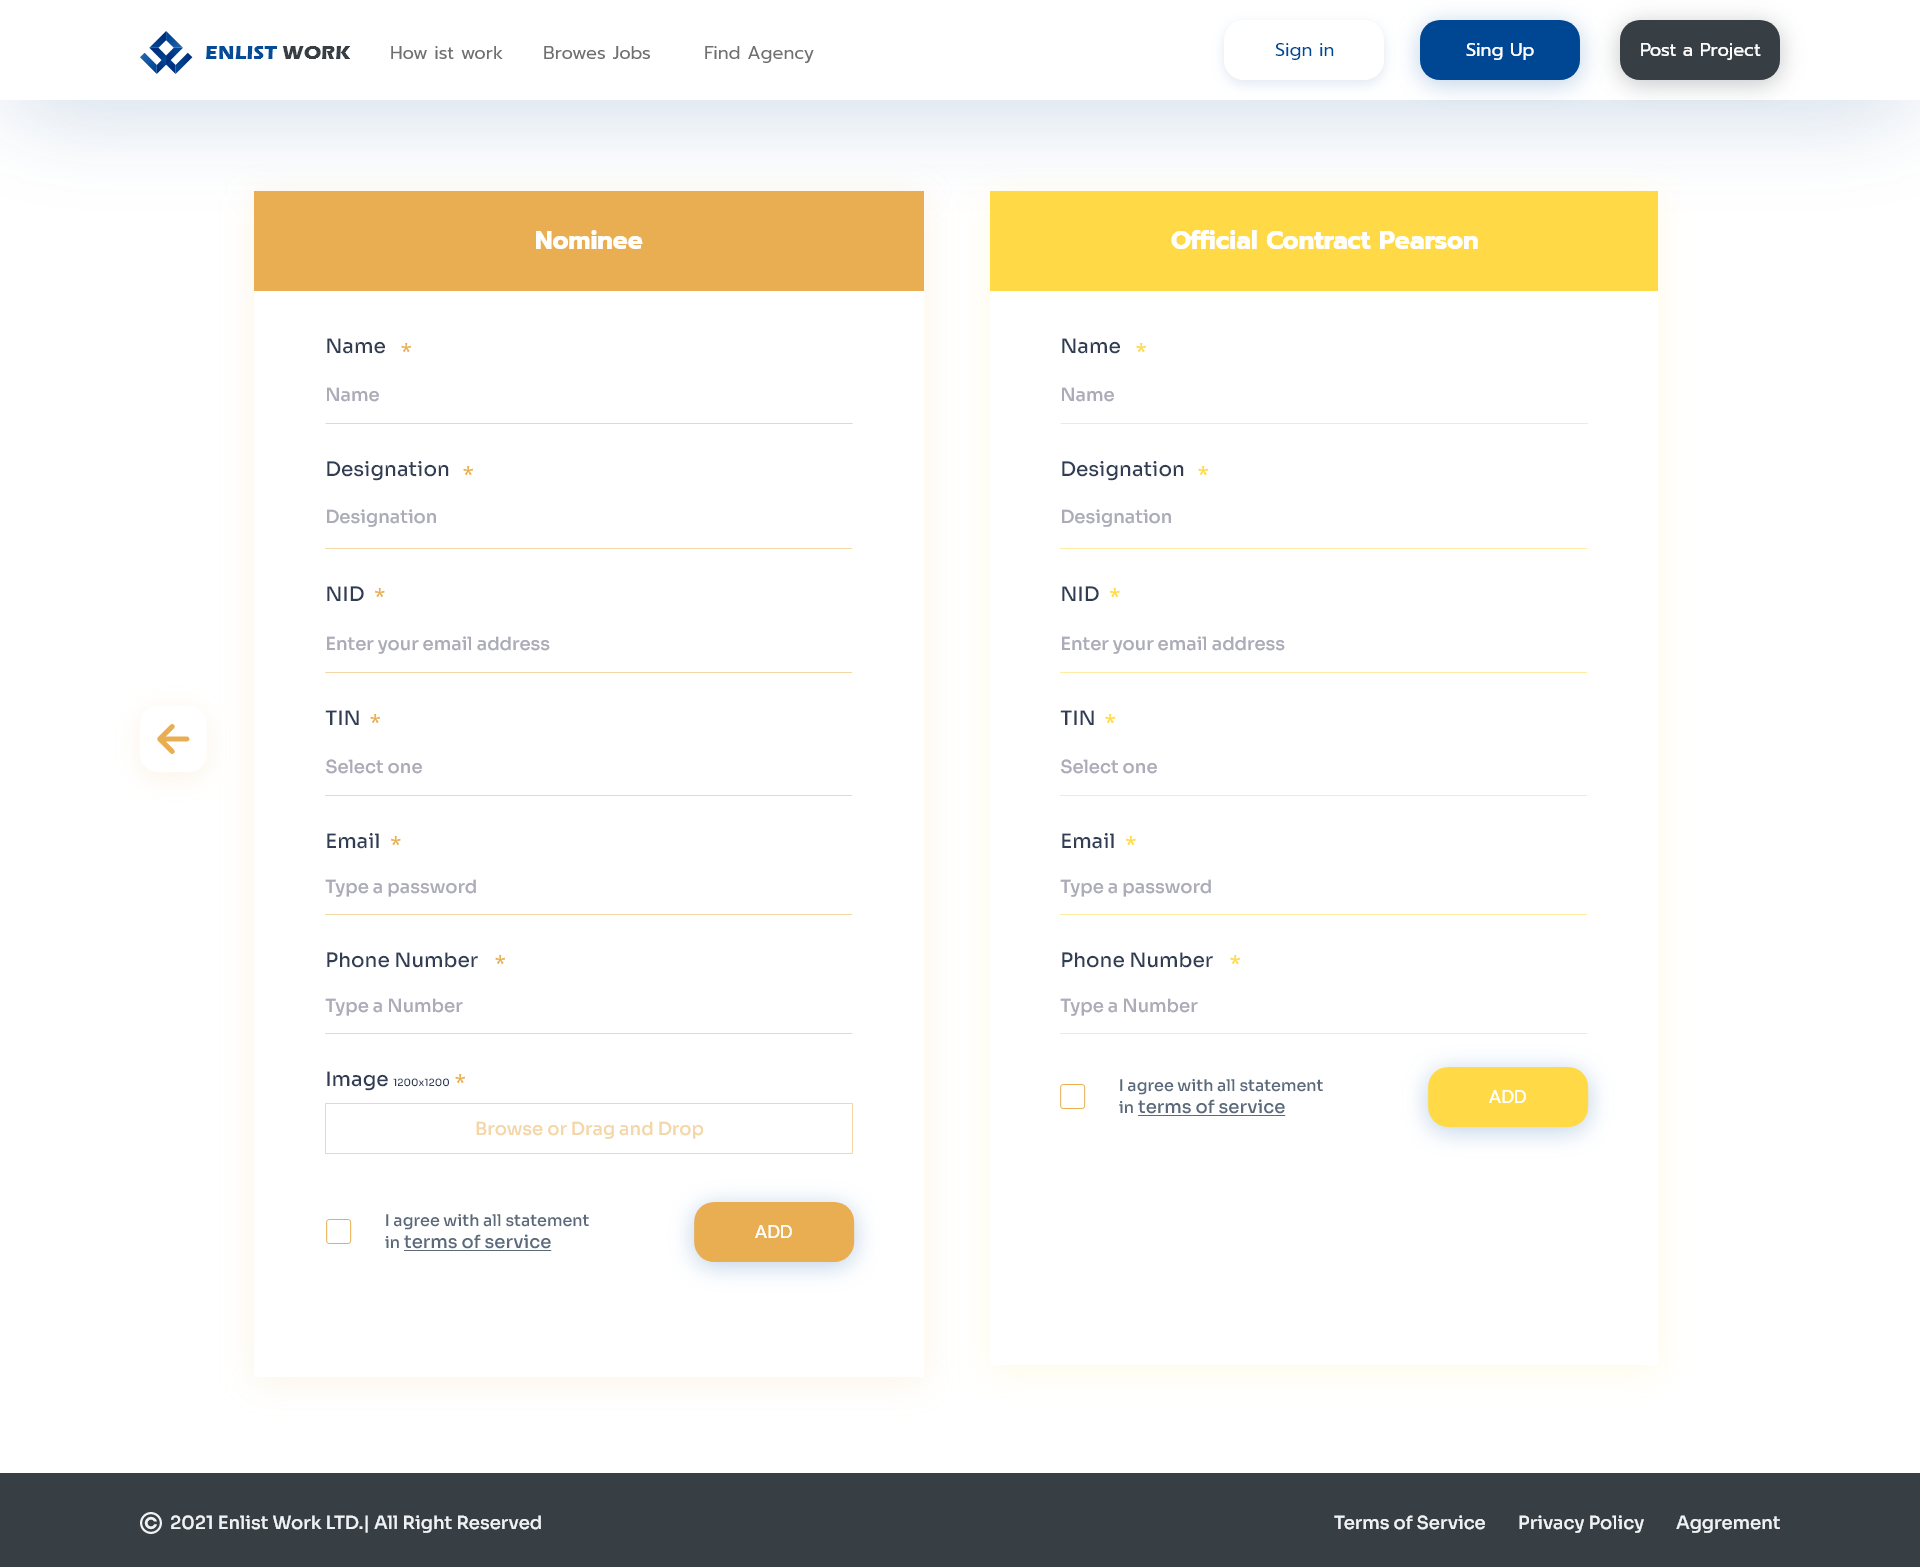 ENLIST WORK
How ist work
Browes Jobs
Find Agency
Sign in
Sing Up
Post a Project
Nominee
Name *
Name
Designation *
Designation
NID *
Enter your email address
TIN *
Select one
Email *
Type a password
Phone Number *
Type a Number
Image 1200x1200 *
Browse or Drag and Drop
I agree with all statement
in terms of service
ADD
Official Contract Pearson
Name *
Name
Designation *
Designation
NID *
Enter your email address
TIN *
Select one
Email *
Type a password
Phone Number *
Type a Number
I agree with all statement
in terms of service
ADD
© 2021 Enlist Work LTD.| All Right Reserved
Terms of Service
Privacy Policy
Aggrement